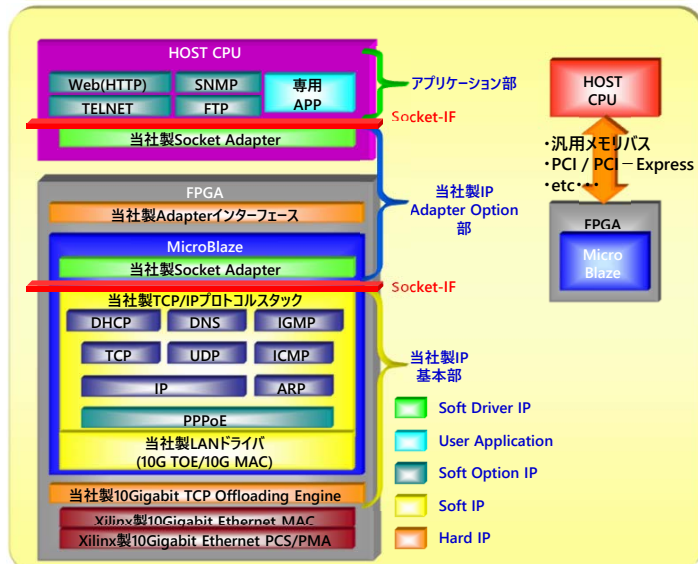 HOST CPU
Web(HTTP)
SNMP
専用
APP
TELNET
FTP
アプリケーション部
Socket-IF
当社製Socket Adapter
FPGA
当社製Adapterインターフェース
当社製IP
Adapter Option
部
MicroBlaze
当社製Socket Adapter
Socket-IF
当社製TCP/IPプロトコルスタック
DHCP
DNS
IGMP
TCP
UDP
ICMP
IP
ARP
PPPoE
当社製LANドライバ
(10G TOE/10G MAC)
当社製IP
基本部
当社製10Gigabit TCP Offloading Engine
Xilinx製10Gigabit Ethernet MAC
Xilinx製10Gigabit Ethernet PCS/PMA
HOST
CPU
・汎用メモリバス
・PCI / PCI－Express
・etc・・・
FPGA
Micro
Blaze
Soft Driver IP
User Application
Soft Option IP
Soft IP
Hard IP